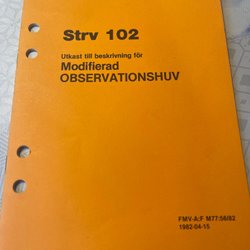 Strv 102
Utkast till beskrivning för
Modifierad
OBSERVATIONSHUV
FMV-A:F M77:56/82
1982-04-15